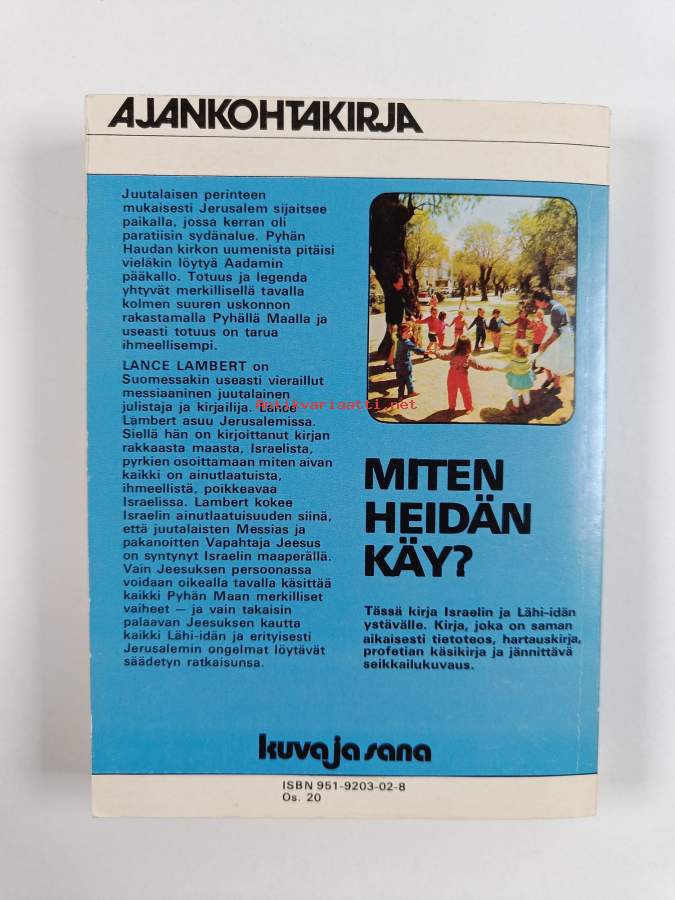 AJANKOHTAKIRJA
Juutalaisen perinteen
mukaisesti Jerusalem sijaitsee
paikalla, jossa kerran oli
paratiisin sydänalue. Pyhän
Haudan kirkon uumenista pitäisi
vieläkin löytyä Aadamin
pääkallo. Totuus ja legenda
yhtyvät merkillisellä tavalla
kolmen suuren uskonnon
rakastamalla Pyhällä Maalla ja
useasti totuus on tarua
ihmeellisempi.
LANCE LAMBERT on
Suomessakin useasti vieraillut
messiaaninen juutalainen
julistaja ja kirjailija. Lance
Lambert asuu Jerusalemissa.
Siellä hän on kirjoittanut kirjan
rakkaasta maasta, Israelista,
pyrkien osoittamaan miten aivan
kaikki on ainutlaatuista,
ihmeellistä, poikkeavaa
Israelissa. Lambert kokee
Israelin ainutlaatuisuuden siinä,
että juutalaisten Messias ja
pakanoitten Vapahtaja Jeesus
on syntynyt Israelin maaperällä.
Vain Jeesuksen persoonassa
voidaan oikealla tavalla käsittää
kaikki Pyhän Maan merkilliset
vaiheet — ja vain takaisin
palaavan Jeesuksen kautta
kaikki Lähi-idän ja erityisesti
Jerusalemin ongelmat löytävät
säädetyn ratkaisunsa.
Antikvariaatti.net
MITEN
HEIDÄN
KÄY?
Tässä kirja Israelin ja Lähi-idän
ystävälle. Kirja, joka on saman
aikaisesti tietoteos, hartauskirja,
profetian käsikirja ja jännittävä
seikkailukuvaus.
kuva ja sana
ISBN 951-9203-02-8
Os. 20